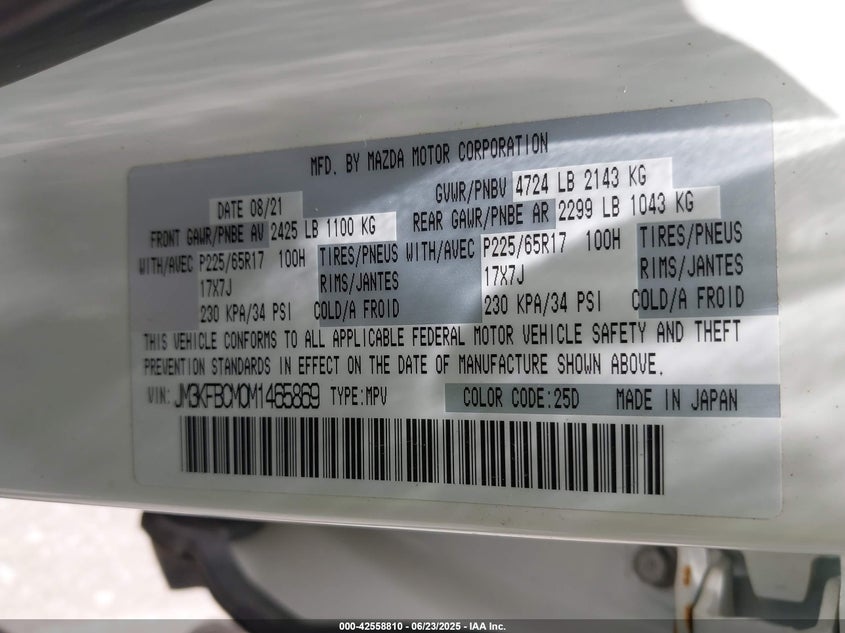 MFD. BY MAZDA MOTOR CORPORATION
DATE 08/21 GVWR/PNBV 4724 LB 2143 KG
FRONT GAWR/PNBE AV 2425 LB 1100 KG REAR GAWR/PNBE AR 2299 LB 1043 KG
WITH/AVEC P225/65R17 100H TIRES/PNEUS WITH/AVEC P225/65R17 100H TIRES/PNEUS
17X7J RIMS/JANTES 17X7J RIMS/JANTES
230 KPA/34 PSI COLD/A FROID 230 KPA/34 PSI COLD/A FROID
THIS VEHICLE CONFORMS TO ALL APPLICABLE FEDERAL MOTOR VEHICLE SAFETY AND THEFT
PREVENTION STANDARDS IN EFFECT ON THE DATE OF MANUFACTURE SHOWN ABOVE.
VIN: JM3KFBCM0M1465869 TYPE:MPV COLOR CODE:25D MADE IN JAPAN
000-42558810 - 06/23/2025 - IAA Inc.